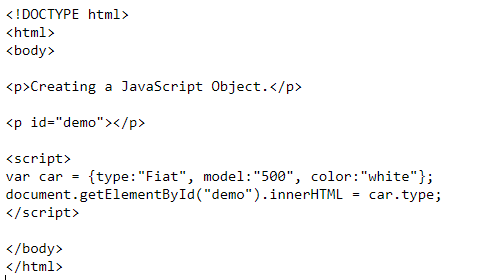 <!DOCTYPE html>
<html>
<body>
<p>Creating a JavaScript Object.</p>
<p id="demo"></p>
<script>
var car = {type:"Fiat", model:"500", color:"white"};
document.getElementById("demo").innerHTML = car.type;
</script>
</body>
</html>